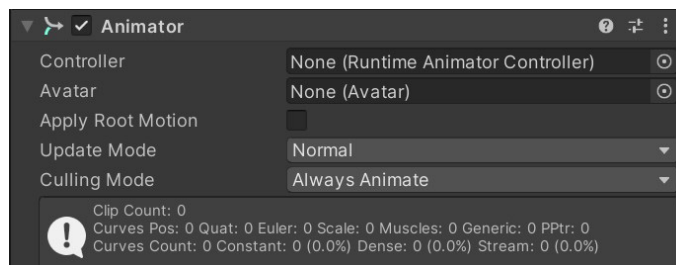 Animator
Controller None (Runtime Animator Controller)
Avatar None (Avatar)
Apply Root Motion
Update Mode Normal
Culling Mode Always Animate
Clip Count: 0
Curves Pos: 0 Quat: 0 Euler: 0 Scale: 0 Muscles: 0 Generic: 0 PPtr: 0
Curves Count: 0 Constant: 0 (0.0%) Dense: 0 (0.0%) Stream: 0 (0.0%)